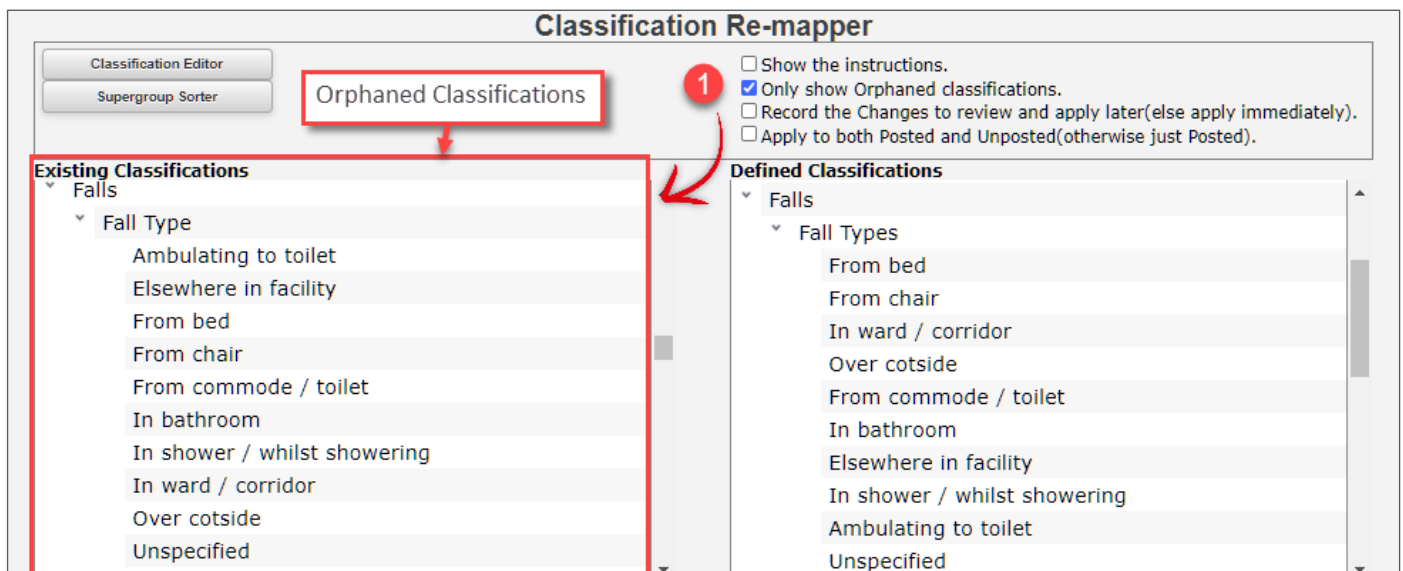 Classification Re-mapper
Classification Editor
Supergroup Sorter
Orphaned Classifications
1
Show the instructions.
Only show Orphaned classifications.
Record the Changes to review and apply later(else apply immediately).
Apply to both Posted and Unposted(otherwise just Posted).
Existing Classifications
Falls
Fall Type
Ambulating to toilet
Elsewhere in facility
From bed
From chair
From commode / toilet
In bathroom
In shower / whilst showering
In ward / corridor
Over cotside
Unspecified
Defined Classifications
Falls
Fall Types
From bed
From chair
In ward / corridor
Over cotside
From commode / toilet
In bathroom
Elsewhere in facility
In shower / whilst showering
Ambulating to toilet
Unspecified